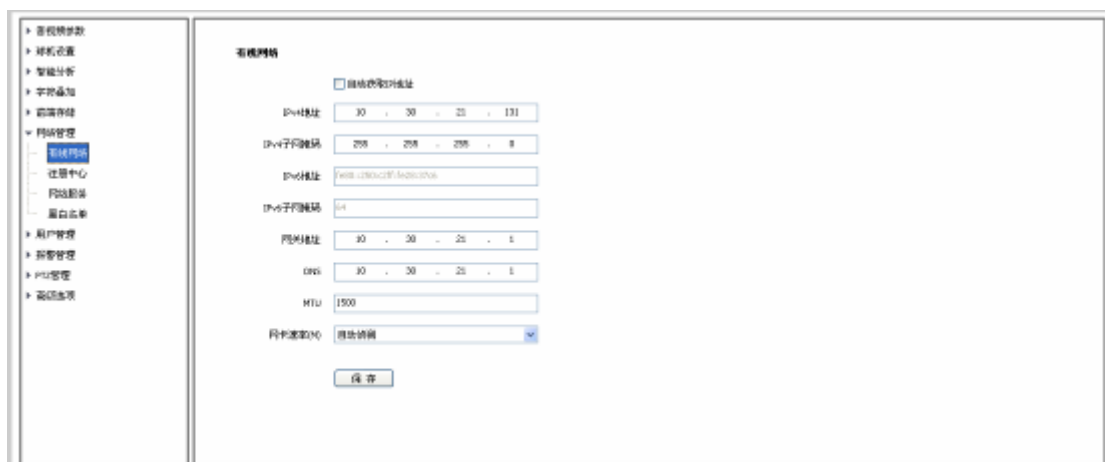 音视频参数
球机设置
智能分析
字符叠加
前端存储
网络管理
有线网络
注册中心
网络服务
黑白名单
用户管理
报警管理
PTZ管理
高级选项
有线网络
自动获取IP地址
IPv4地址 10 . 30 . 21 . 131
IPv4子网掩码 255 . 255 . 255 . 0
IPv6地址
IPv6子网掩码 64
网关地址 10 . 30 . 21 . 1
DNS 10 . 30 . 21 . 1
MTU 1500
网卡速率(M) 自动侦测
保 存